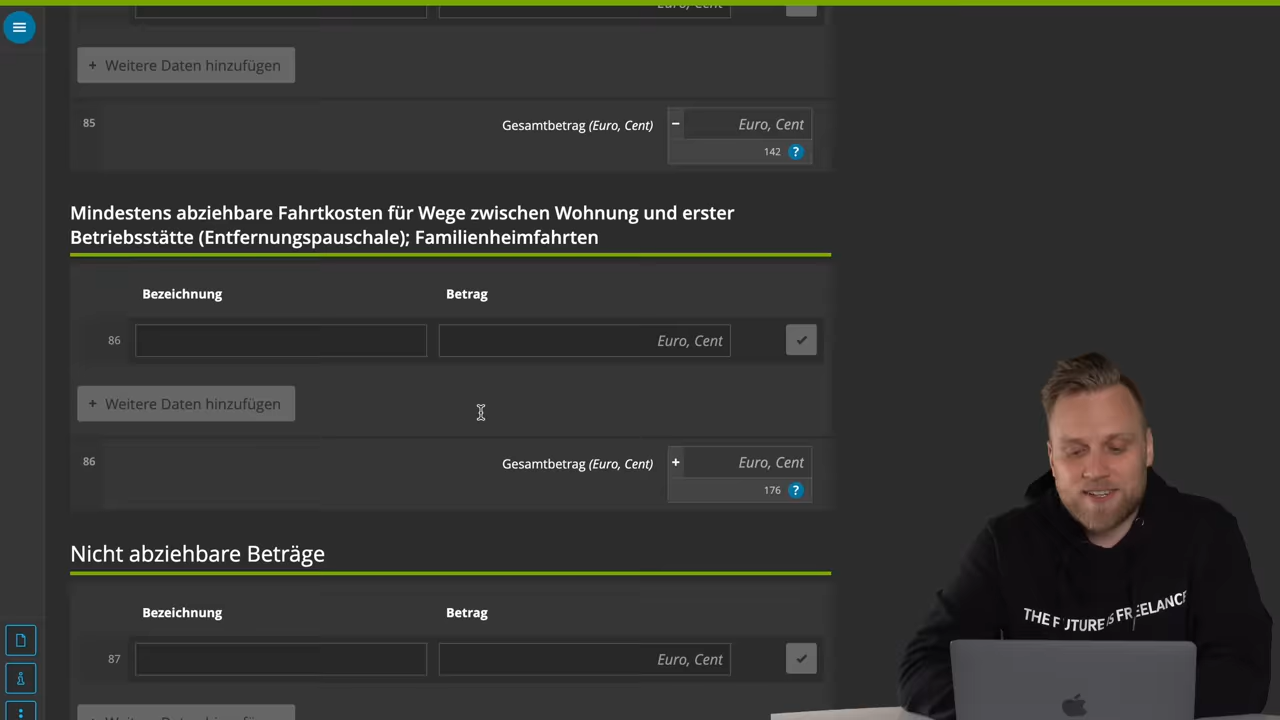 Euro, Cent
+ Weitere Daten hinzufügen
85 Gesamtbetrag (Euro, Cent) - Euro, Cent
142 ?
Mindestens abziehbare Fahrtkosten für Wege zwischen Wohnung und erster
Betriebsstätte (Entfernungspauschale); Familienheimfahrten
Bezeichnung Betrag
86 Euro, Cent
+ Weitere Daten hinzufügen
86 Gesamtbetrag (Euro, Cent) + Euro, Cent
176 ?
Nicht abziehbare Beträge
Bezeichnung Betrag
87 Euro, Cent
THE FUTURE IS FREELANCE